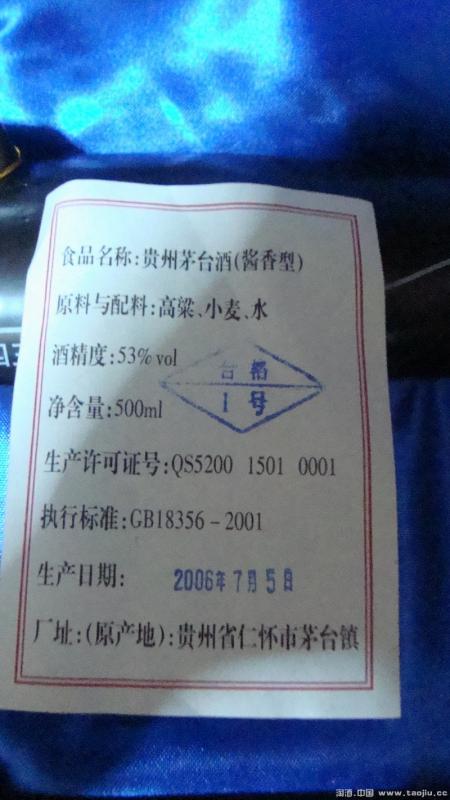 食品名称:贵州茅台酒(酱香型)
原料与配料:高粱、小麦、水
酒精度:53%vol
净含量:500ml
1号
生产许可证号:QS5200 1501 0001
执行标准:GB18356-2001
生产日期: 2006年7月5日
厂址:(原产地):贵州省仁怀市茅台镇
淘酒.中国 www.taojiu.cc